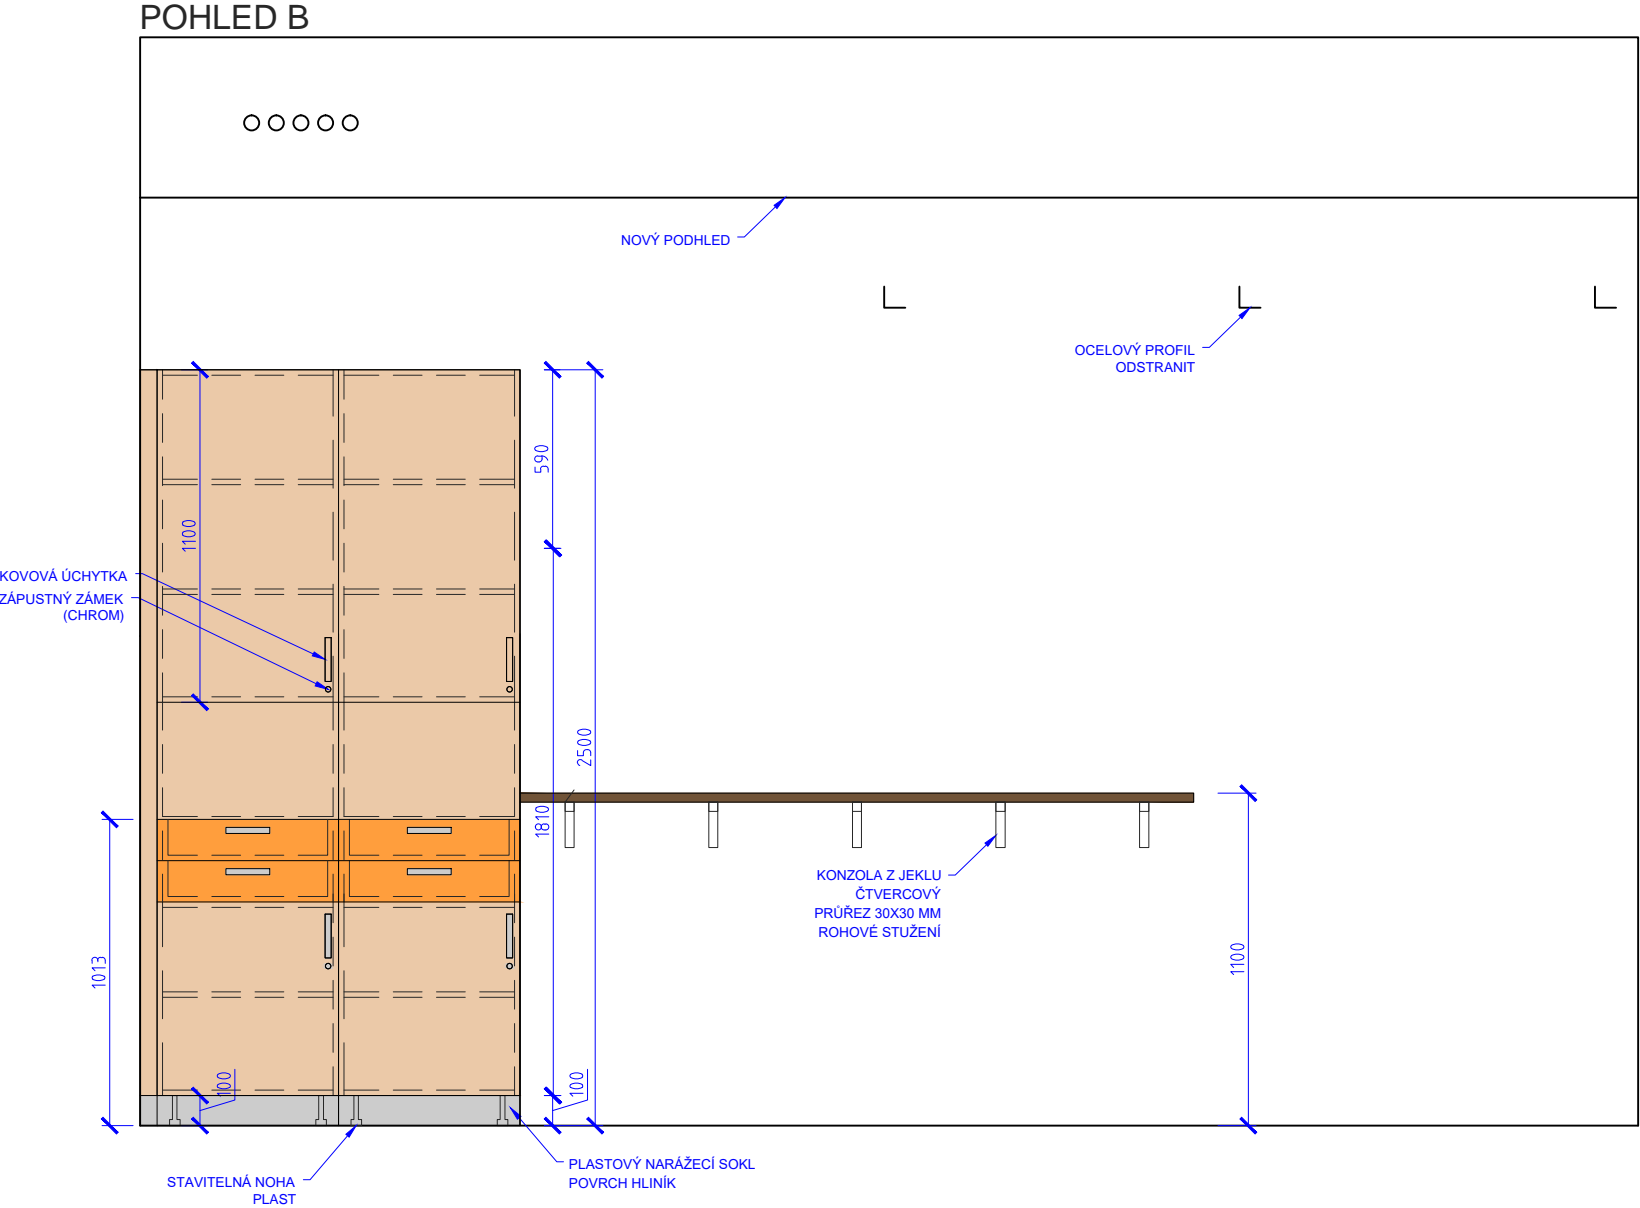 POHLED B
NOVÝ PODHLED
OCELOVÝ PROFIL
ODSTRANIT
590
1100
KOVOVÁ ÚCHYTKA
ZÁPUSTNÝ ZÁMEK
(CHROM)
2500
1810
KONZOLA Z JEKLU
ČTVERCOVÝ
PRŮŘEZ 30X30 MM
ROHOVÉ STUŽENÍ
1013
1100
100
100
PLASTOVÝ NARÁŽECÍ SOKL
POVRCH HLINÍK
STAVITELNÁ NOHA
PLAST